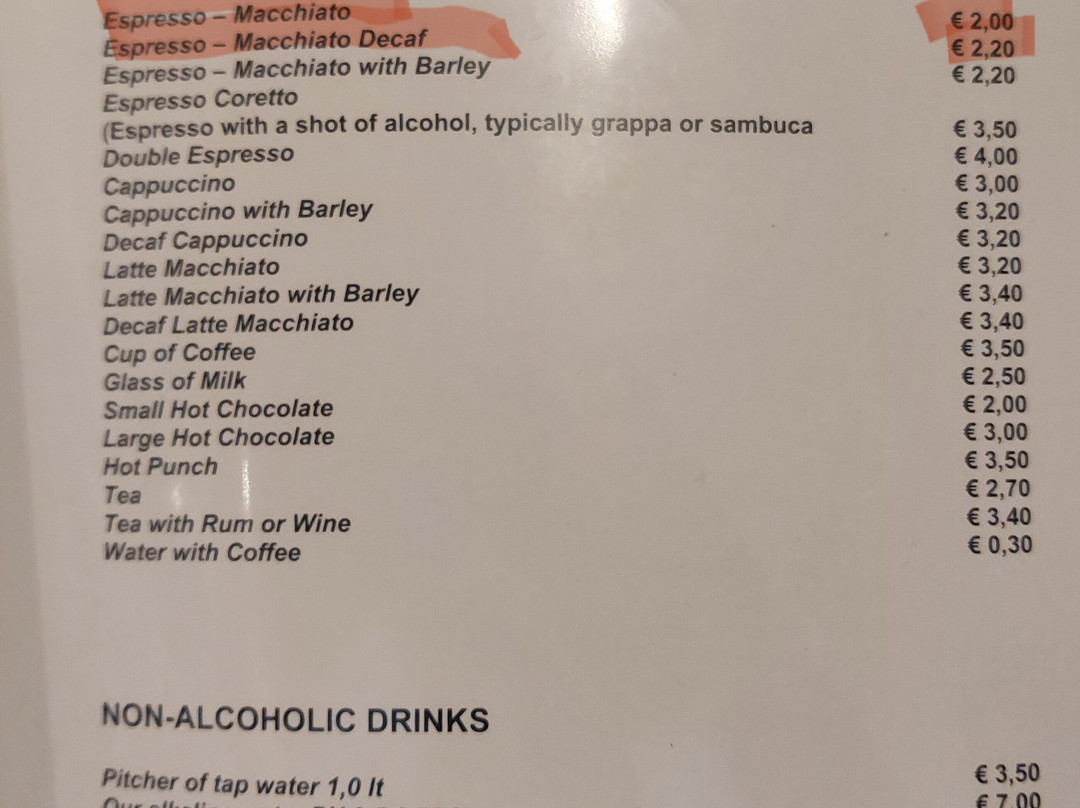 Espresso – Macchiato € 2,00
Espresso – Macchiato Decaf € 2,20
Espresso – Macchiato with Barley € 2,20
Espresso Coretto
(Espresso with a shot of alcohol, typically grappa or sambuca € 3,50
Double Espresso € 4,00
Cappuccino € 3,00
Cappuccino with Barley € 3,20
Decaf Cappuccino € 3,20
Latte Macchiato € 3,20
Latte Macchiato with Barley € 3,40
Decaf Latte Macchiato € 3,40
Cup of Coffee € 3,50
Glass of Milk € 2,50
Small Hot Chocolate € 2,00
Large Hot Chocolate € 3,00
Hot Punch € 3,50
Tea € 2,70
Tea with Rum or Wine € 3,40
Water with Coffee € 0,30
NON-ALCOHOLIC DRINKS
Pitcher of tap water 1,0 lt € 3,50
Our € 7,00